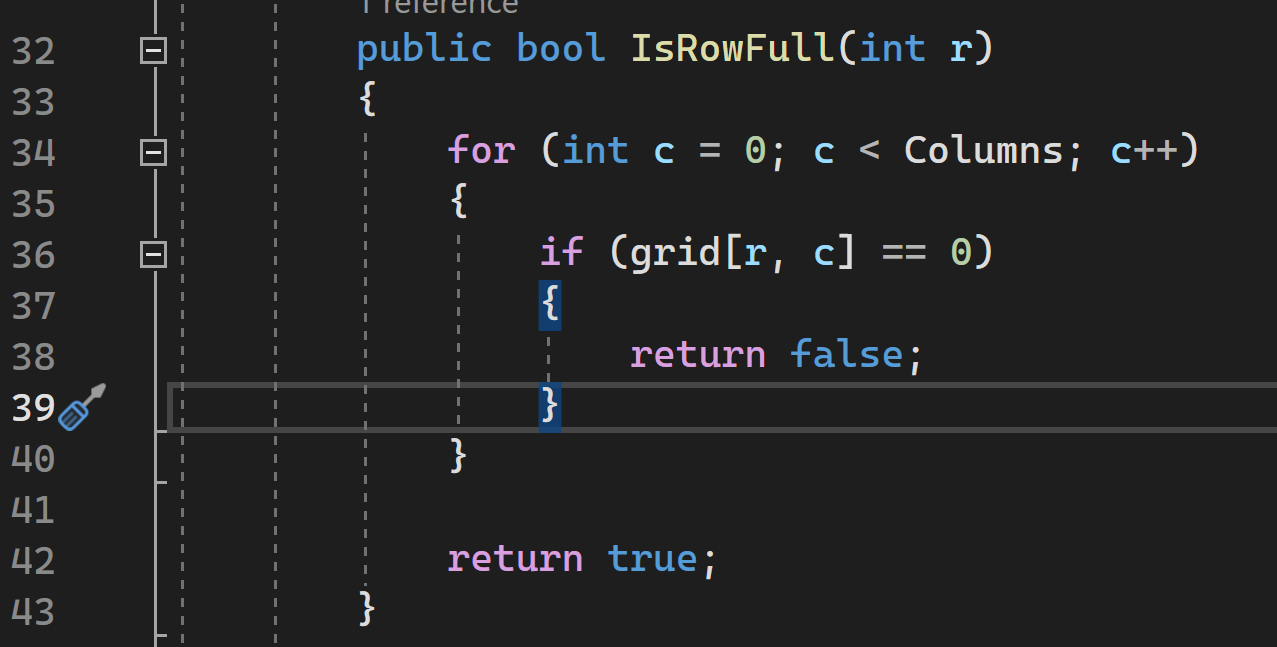 1 reference
32 public bool IsRowFull(int r)
33 {
34 for (int c = 0; c < Columns; c++)
35 {
36 if (grid[r, c] == 0)
37 {
38 return false;
39 }
40 }
41
42 return true;
43 }